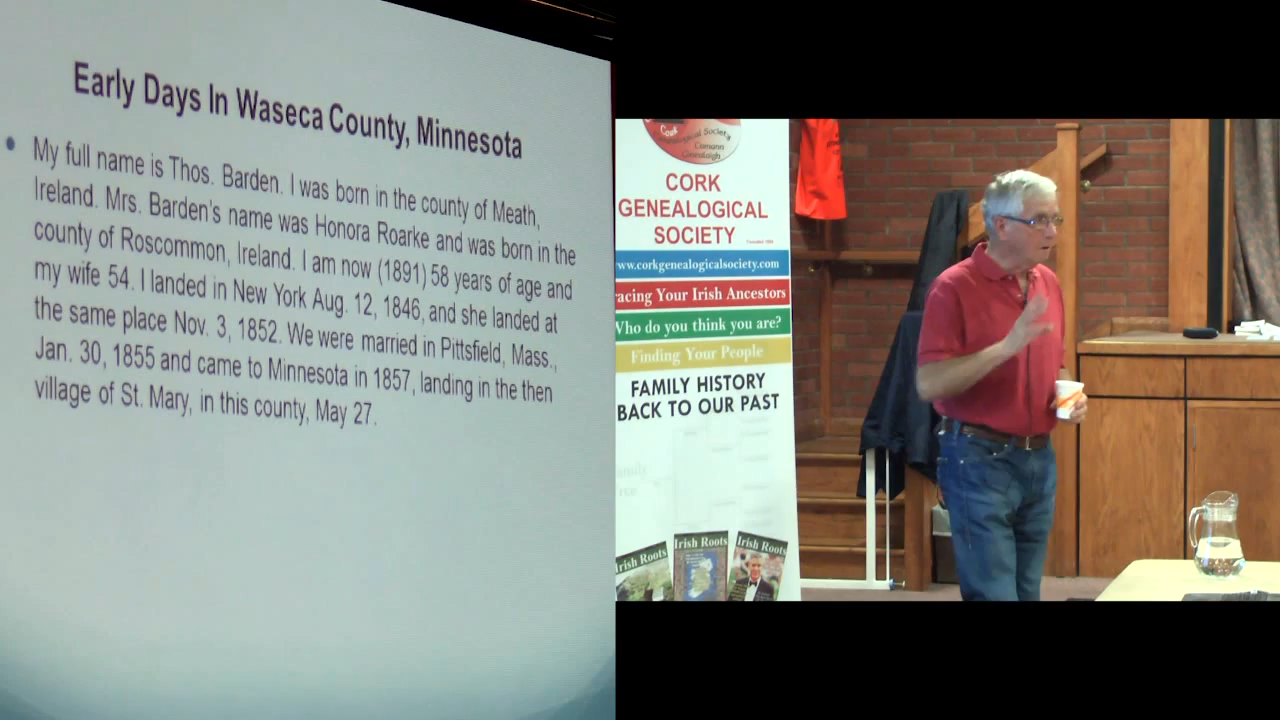 Early Days In Waseca County, Minnesota
• My full name is Thos. Barden. I was born in the county of Meath,
Ireland. Mrs. Barden's name was Honora Roarke and was born in the
county of Roscommon, Ireland. I am now (1891) 58 years of age and
my wife 54. I landed in New York Aug. 12, 1846, and she landed at
the same place Nov. 3, 1852. We were married in Pittsfield, Mass.,
Jan. 30, 1855 and came to Minnesota in 1857, landing in the then
village of St. Mary, in this county, May 27.
Cork
Society
Cumann
Genealaigh
CORK
GENEALOGICAL
SOCIETY
www.corkgenealogicalsociety.com
racing Your Irish Ancestors
Who do you think you are?
Finding Your People
FAMILY HISTORY
BACK TO OUR PAST
Irish Roots
Irish Roots
Irish Roots